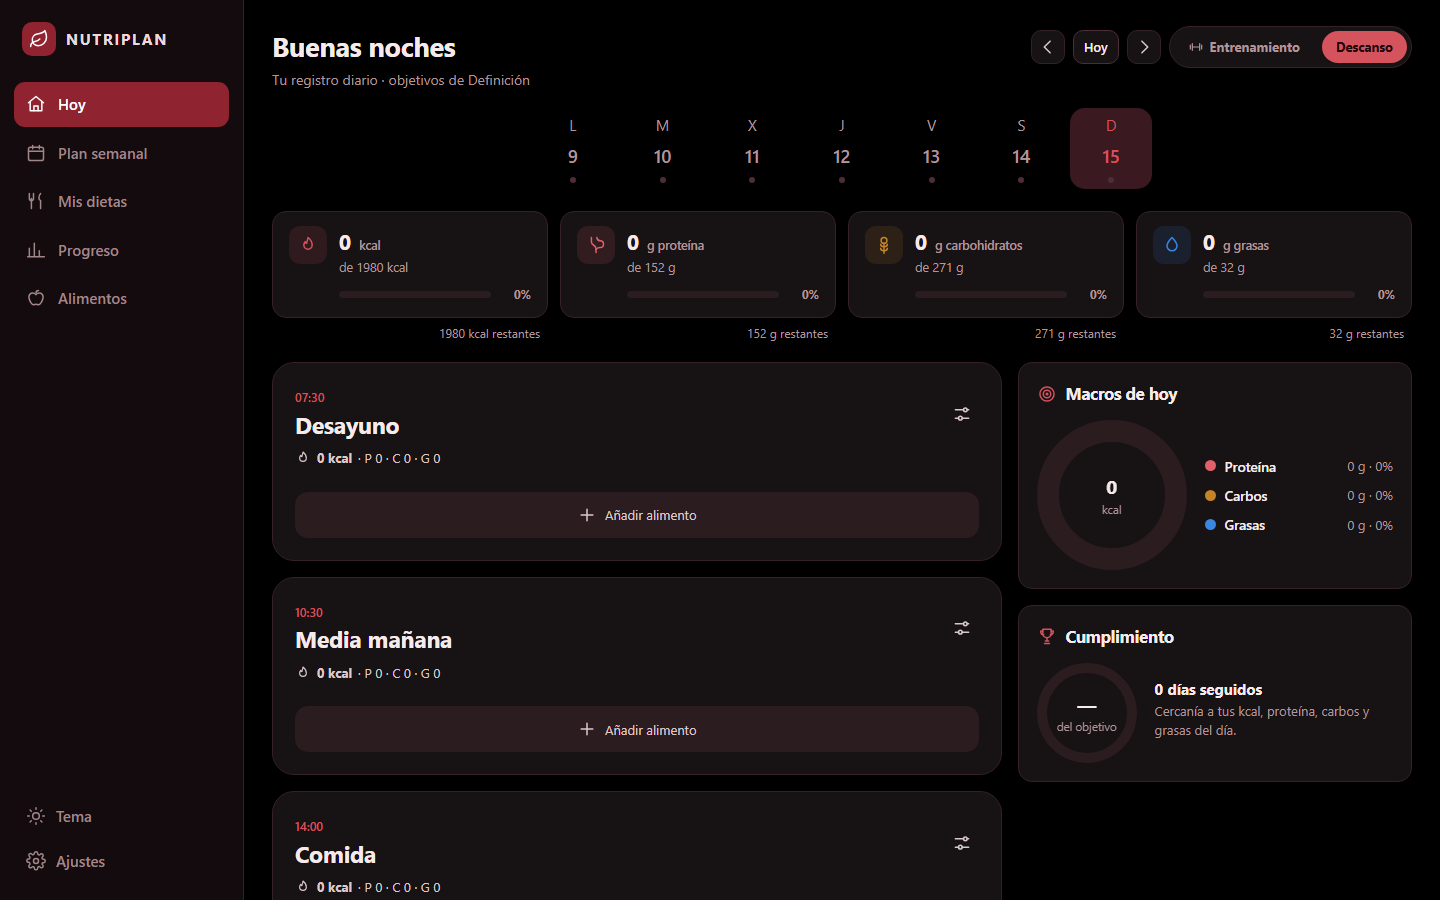 NUTRIPLAN
Hoy
Plan semanal
Mis dietas
Progreso
Alimentos
Tema
Ajustes
Buenas noches
Tu registro diario · objetivos de Definición
Hoy
Entrenamiento
Descanso
L M X J V S D
9 10 11 12 13 14 15
0 kcal
de 1980 kcal
0%
1980 kcal restantes
0 g proteína
de 152 g
0%
152 g restantes
0 g carbohidratos
de 271 g
0%
271 g restantes
0 g grasas
de 32 g
0%
32 g restantes
07:30
Desayuno
0 kcal · P 0 · C 0 · G 0
Añadir alimento
10:30
Media mañana
0 kcal · P 0 · C 0 · G 0
Añadir alimento
14:00
Comida
0 kcal · P 0 · C 0 · G 0
Macros de hoy
0
kcal
Proteína 0 g · 0%
Carbos 0 g · 0%
Grasas 0 g · 0%
Cumplimiento
—
del objetivo
0 días seguidos
Cercanía a tus kcal, proteína, carbos y
grasas del día.